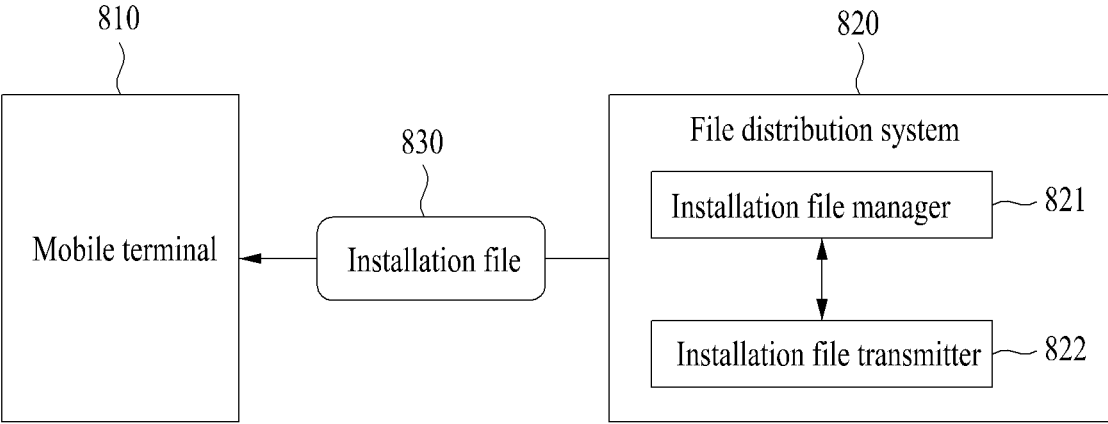 810
820
File distribution system
830
Installation file manager
821
Mobile terminal
Installation file
Installation file transmitter
822